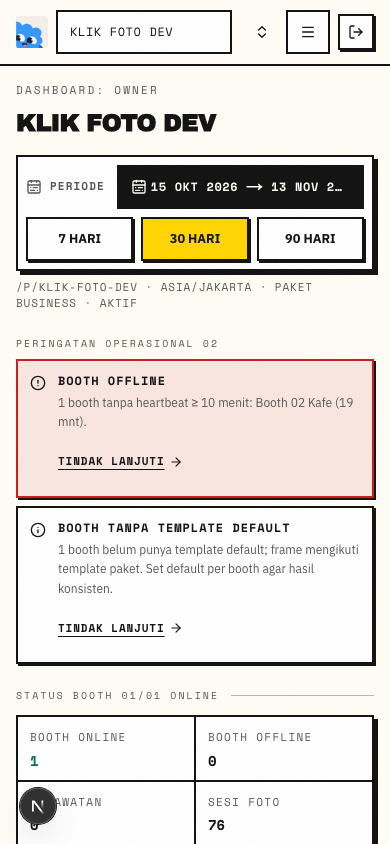 KLIK FOTO DEV
DASHBOARD: OWNER
KLIK FOTO DEV
PERIODE
15 OKT 2026 → 13 NOV 2…
7 HARI
30 HARI
90 HARI
/P/KLIK-FOTO-DEV · ASIA/JAKARTA · PAKET
BUSINESS · AKTIF
PERINGATAN OPERASIONAL 02
BOOTH OFFLINE
1 booth tanpa heartbeat ≥ 10 menit: Booth 02 Kafe (19
mnt).
TINDAK LANJUTI →
BOOTH TANPA TEMPLATE DEFAULT
1 booth belum punya template default; frame mengikuti
template paket. Set default per booth agar hasil
konsisten.
TINDAK LANJUTI →
STATUS BOOTH 01/01 ONLINE
BOOTH ONLINE
1
BOOTH OFFLINE
0
AWATAN
0
SESI FOTO
76
N